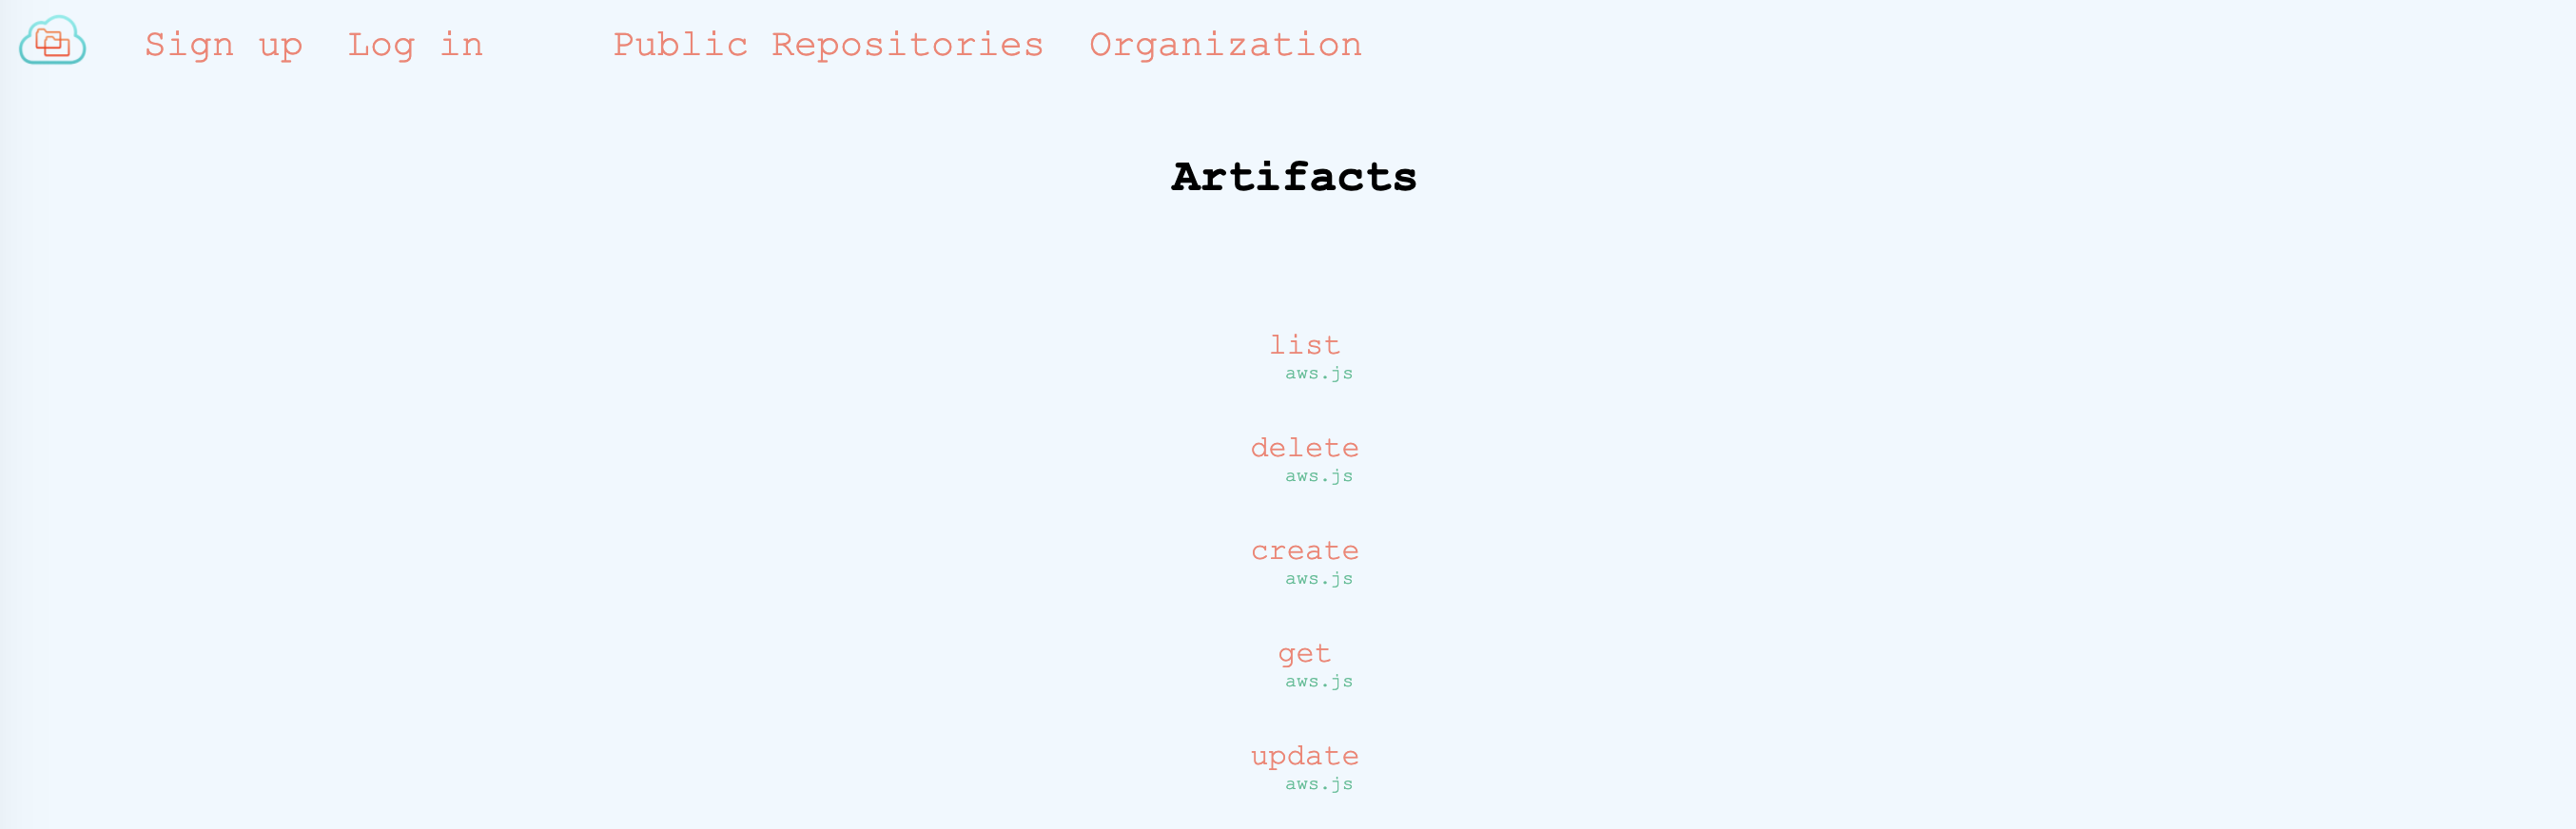 Sign up Log in Public Repositories Organization
Artifacts
list
aws.js
delete
aws.js
create
aws.js
get
aws.js
update
aws.js